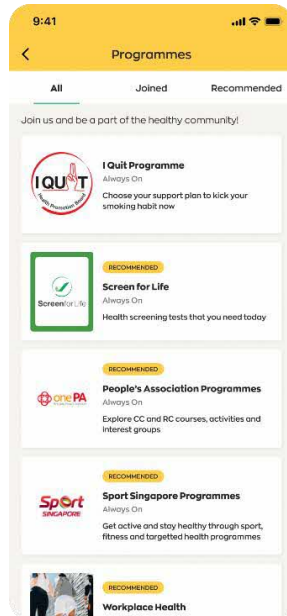 9:41
Programmes
All Joined Recommended
Join us and be a part of the healthy community!
I QUIT
Health Promotion Board
I Quit Programme
Always On
Choose your support plan to kick your
smoking habit now
RECOMMENDED
ScreenforLife
Screen for Life
Always On
Health screening tests that you need today
RECOMMENDED
onePA
People's Association Programmes
Always On
Explore CC and RC courses, activities and
interest groups
RECOMMENDED
Sport
SINGAPORE
Sport Singapore Programmes
Always On
Get active and stay healthy through sport,
fitness and targetted health programmes
RECOMMENDED
Workplace Health